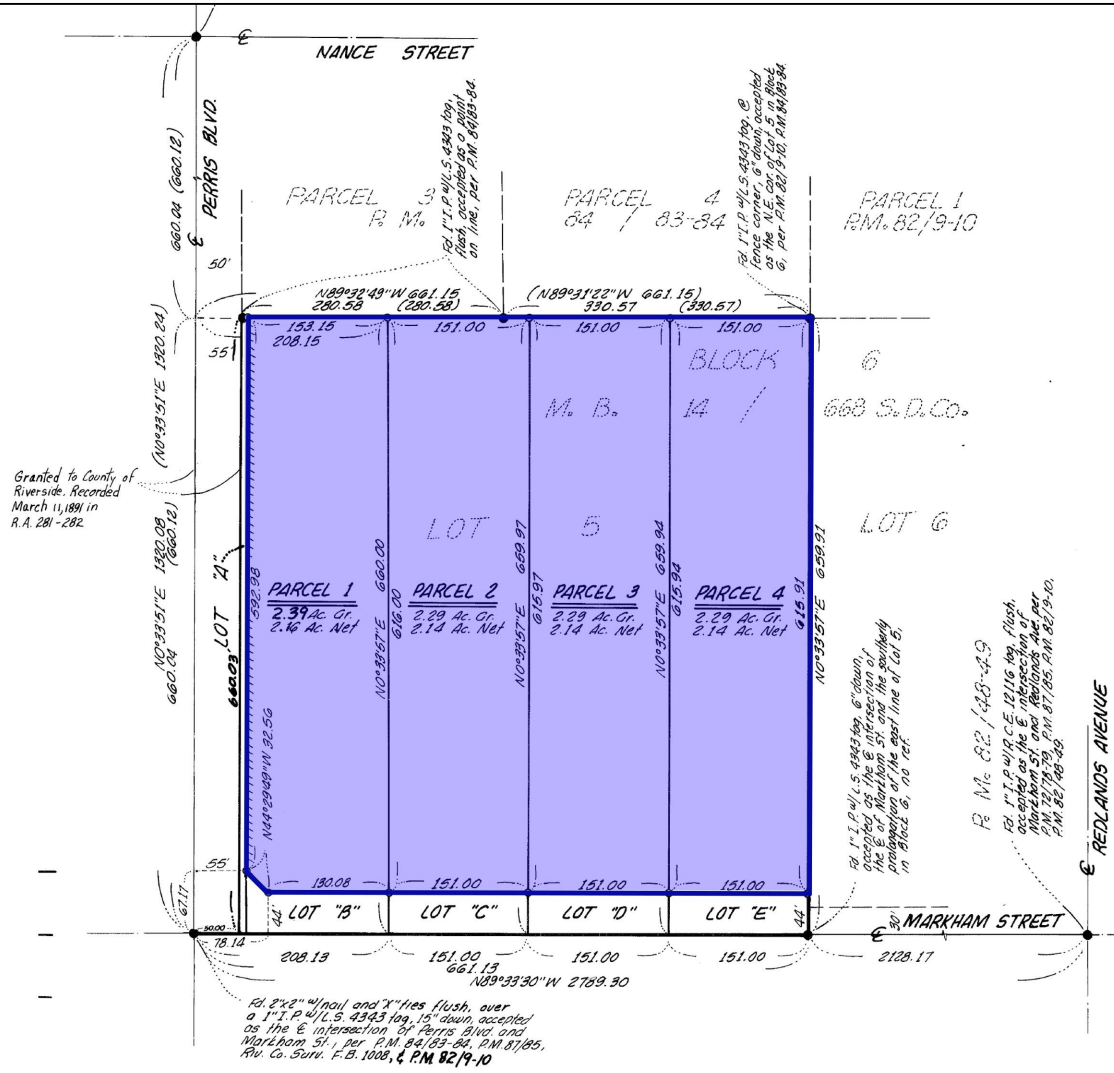 ℄
NANCE STREET
PERRIS BLVD.
℄
660.04 (660.12)
50'
PARCEL 3
P. M.
PARCEL 4
84 / 83-84
PARCEL 1
P.M. 82/9-10
Fd. 1" I.P. w/L.S. 4343 tag,
flush, accepted as a point
on line, per P.M. 84/83-84.
Fd. 1" I.P. w/L.S. 4343 tag, @
fence corner, 6" down, accepted
as the N.E. cor. of Lot 5 in Block
6, per P.M. 82/9-10, P.M. 84/83-84.
N89°32'49"W 661.15 (N89°31'22"W 661.15)
280.58 (280.58) 330.57 (330.57)
153.15 151.00 151.00 151.00
208.15
55'
BLOCK 6
M. B. 14 / 668 S.D.Co.
LOT 5
LOT 6
(N0°33'51"E 1320.24)
Granted to County of
Riverside. Recorded
March 11, 1891 in
R.A. 281-282
N0°33'51"E 1320.08
(660.12)
660.04
LOT "A"
660.03'
592.98
PARCEL 1
2.39 Ac. Gr.
2.16 Ac. Net
N0°33'57"E 660.00
616.00
PARCEL 2
2.29 Ac. Gr.
2.14 Ac. Net
N0°33'57"E 659.97
615.97
PARCEL 3
2.29 Ac. Gr.
2.14 Ac. Net
N0°33'57"E 659.94
615.94
PARCEL 4
2.29 Ac. Gr.
2.14 Ac. Net
615.91
N0°33'57"E 659.91
N44°29'49"W 32.56
Fd. 1" I.P. w/L.S. 4343 tag, 6" down,
accepted as the ℄ intersection of
the ℄ of Markham St. and the southerly
prolongation of the east line of Lot 5,
in Block 6, no ref.
P. M. 82/48-49
Fd. 1" I.P. w/R.C.E. 12116 tag, flush,
accepted as the ℄ intersection of
Markham St. and Redlands Ave. per
P.M. 72/78-79, P.M. 87/85, P.M. 82/9-10,
P.M. 82/48-49.
REDLANDS AVENUE
℄
55'
67.17
130.08 151.00 151.00 151.00
44' LOT "B" LOT "C" LOT "D" LOT "E" 44'
30'
℄ MARKHAM STREET
50.00
78.14
208.13 151.00 151.00 151.00 2128.17
661.13
N89°33'30"W 2789.30
Fd. 2"x2" w/nail and "X" ties flush, over
a 1" I.P. w/L.S. 4343 tag, 15" down, accepted
as the ℄ intersection of Perris Blvd. and
Markham St., per P.M. 84/83-84, P.M. 87/85,
Riv. Co. Surv. F.B. 1008, & P.M. 82/9-10